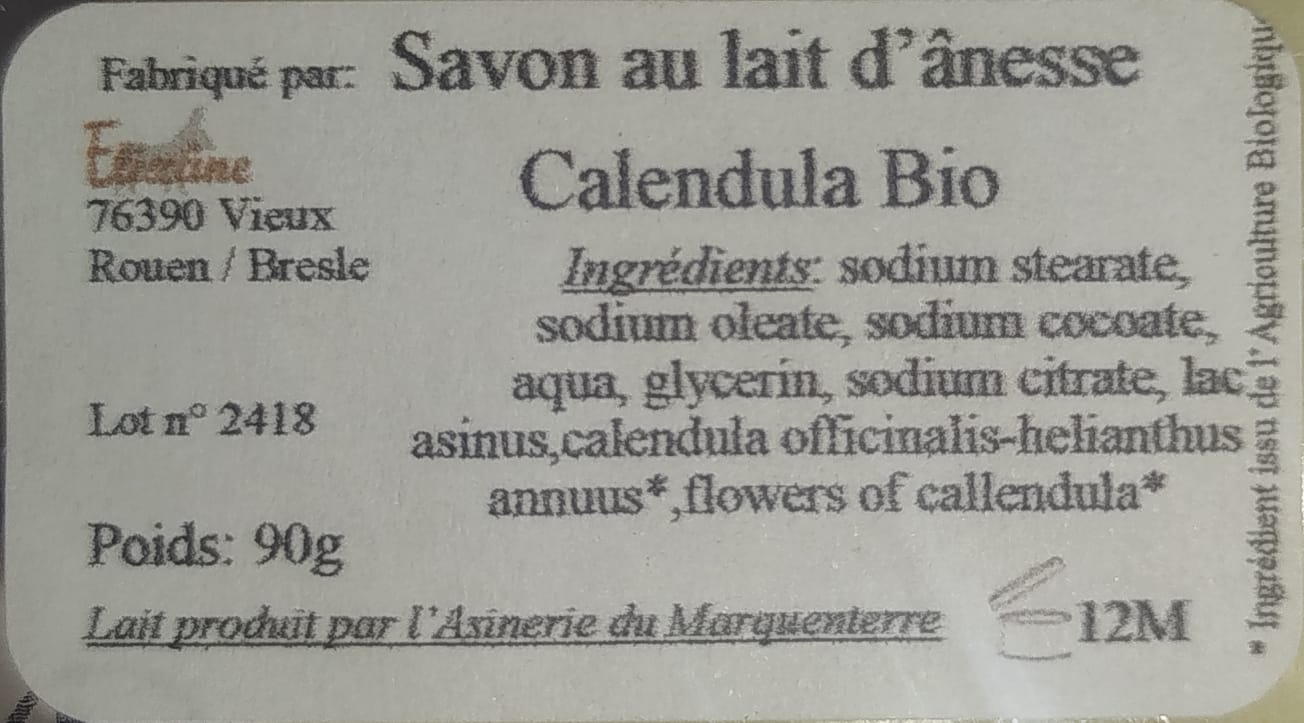 Fabriqué par:
76390 Vieux
Rouen / Bresle
Lot n° 2418
Poids: 90g
Savon au lait d'ânesse
Calendula Bio
Ingrédients: sodium stearate,
sodium oleate, sodium cocoate,
aqua, glycerin, sodium citrate, lac
asinus,calendula officinalis-helianthus
annuus*,flowers of callendula*
Lait produit par l'Asinerie du Marquenterre
12M
* Ingrédient issu de l'Agriculture Biologiqu